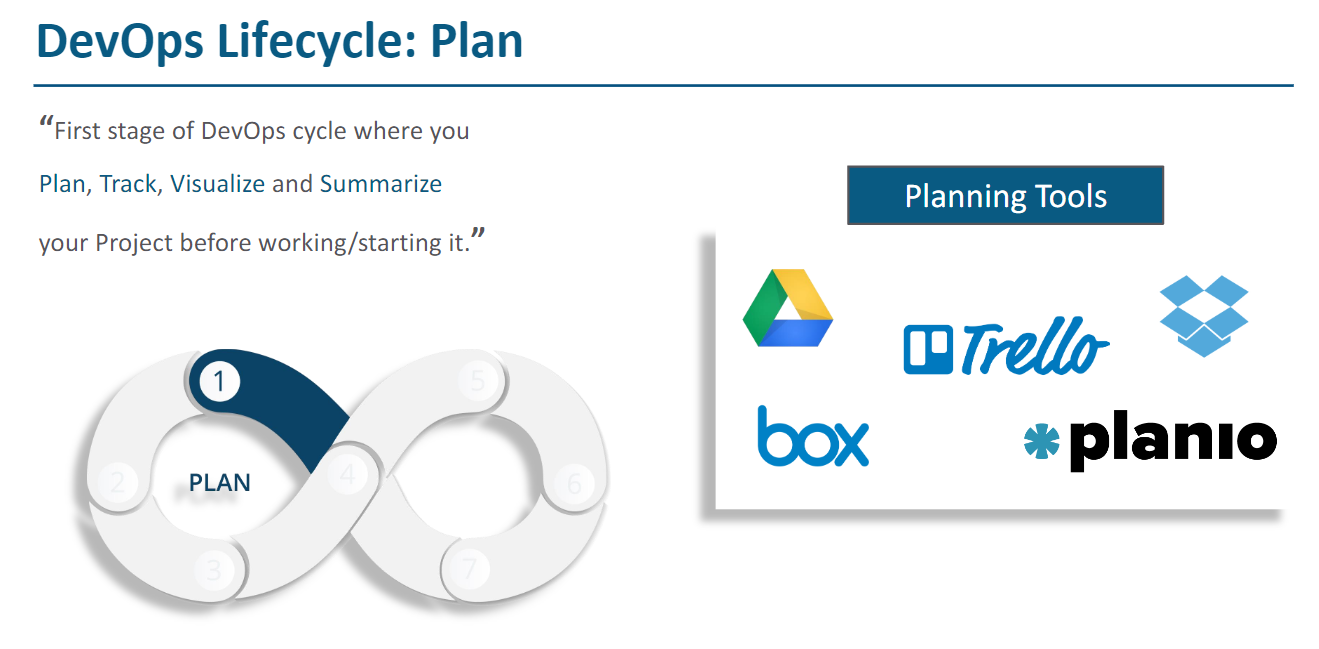 DevOps Lifecycle: Plan
“First stage of DevOps cycle where you
Plan, Track, Visualize and Summarize
your Project before working/starting it.”
Planning Tools
Trello
box
planio
1
2
3
4
5
6
7
PLAN